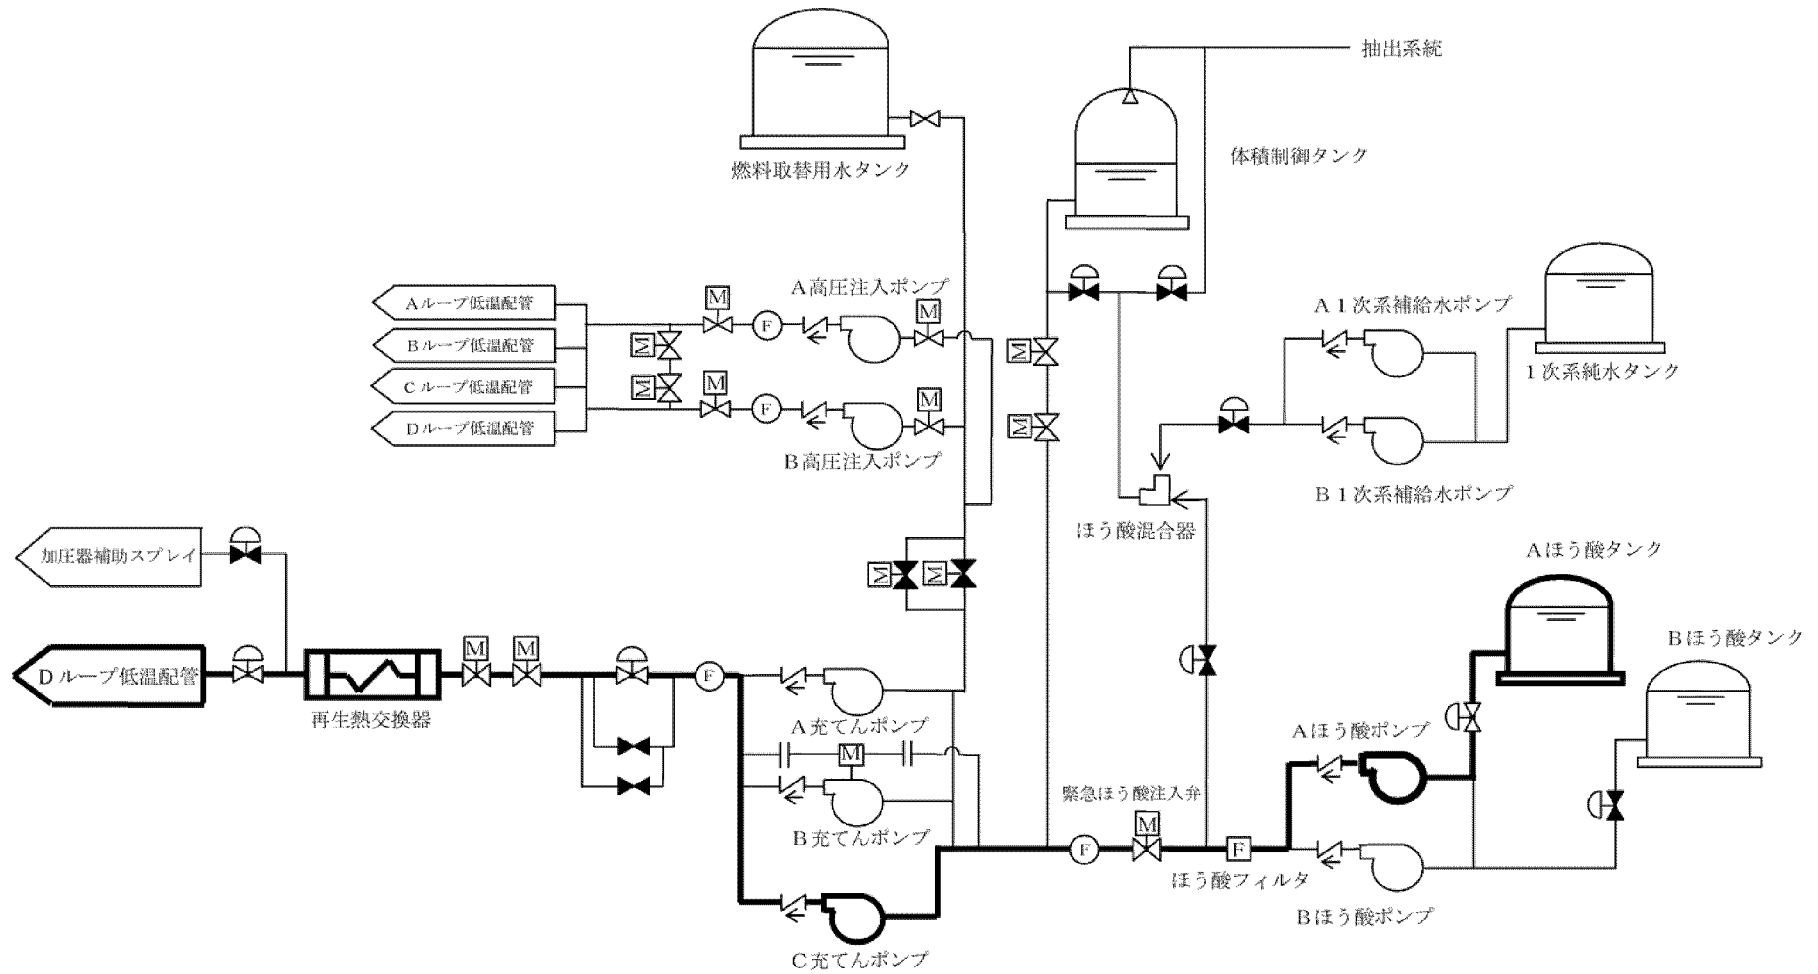 抽出系統
体積制御タンク
燃料取替用水タンク
A高圧注入ポンプ
M
M
Aループ低温配管
F
A1次系補給水ポンプ
M
Bループ低温配管
M
1次系純水タンク
M
Cループ低温配管
M
M
F
M
Dループ低温配管
B高圧注入ポンプ
B1次系補給水ポンプ
ほう酸混合器
加圧器補助スプレイ
Aほう酸タンク
M
M
Bほう酸タンク
M
M
Dループ低温配管
F
再生熱交換器
A充てんポンプ
Aほう酸ポンプ
M
緊急ほう酸注入弁
M
B充てんポンプ
F
F
ほう酸フィルタ
Bほう酸ポンプ
C充てんポンプ